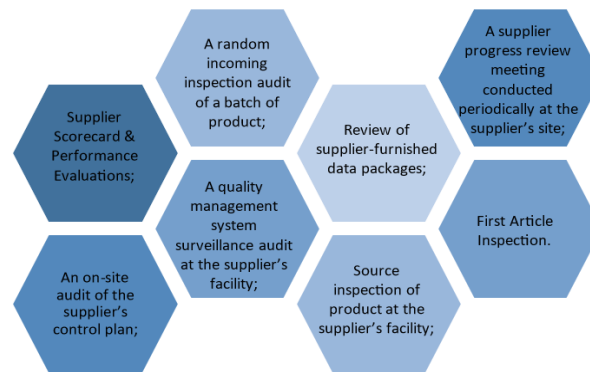 Supplier
Scorecard &
Performance
Evaluations;
A random
incoming
inspection audit
of a batch of
product;
Review of
supplier-furnished
data packages;
A supplier
progress review
meeting
conducted
periodically at the
supplier's site;
An on-site
audit of the
supplier's
control plan;
A quality
management
system
surveillance audit
at the supplier's
facility;
Source
inspection of
product at the
supplier's facility;
First Article
Inspection.